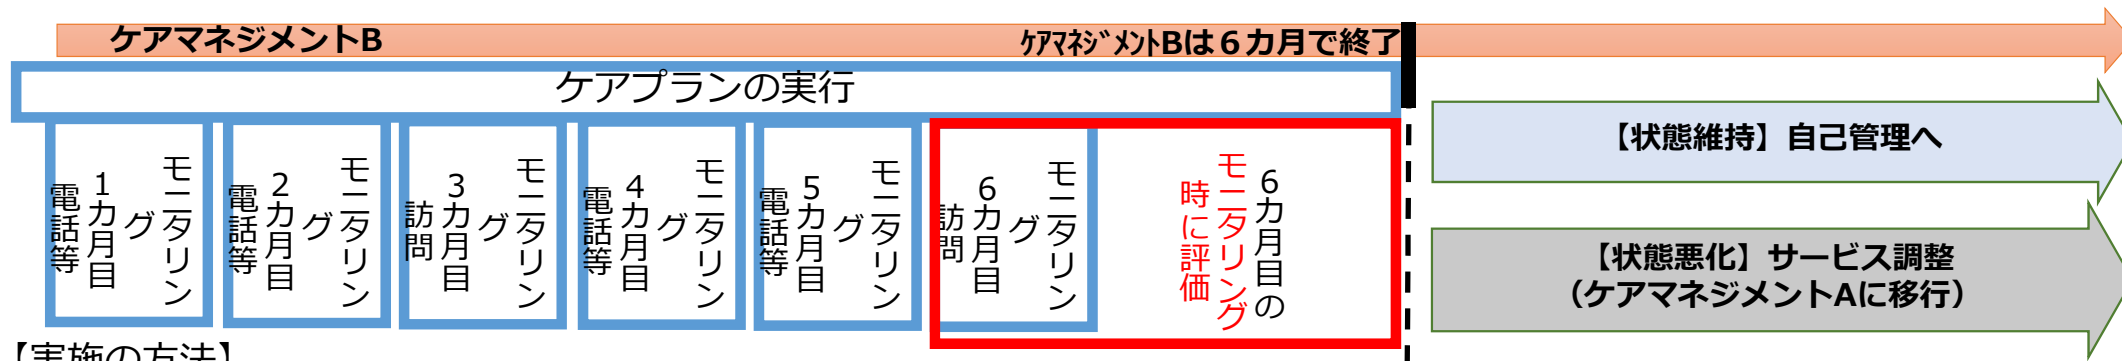 ケアマネジメントB
ｹｱﾏﾈｼﾞﾒﾝﾄBは６カ月で終了
ケアプランの実行
モニタリング
1カ月目
電話等
モニタリング
2カ月目
電話等
モニタリング
3カ月目
訪問
モニタリング
4カ月目
電話等
モニタリング
5カ月目
電話等
モニタリング
6カ月目
訪問
6カ月目の
モニタリング
時に評価
【状態維持】自己管理へ
【状態悪化】サービス調整
（ケアマネジメントAに移行）
【実施の方法】